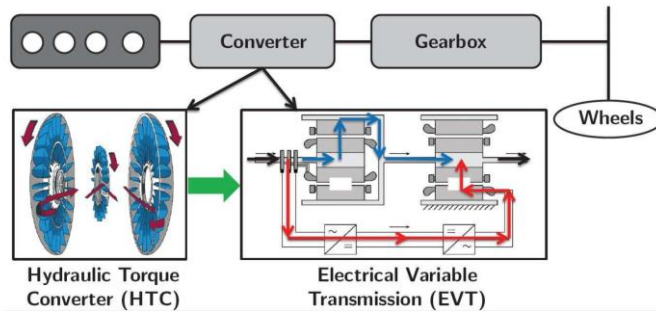 Converter
Gearbox
Wheels
Hydraulic Torque
Converter (HTC)
Electrical Variable
Transmission (EVT)